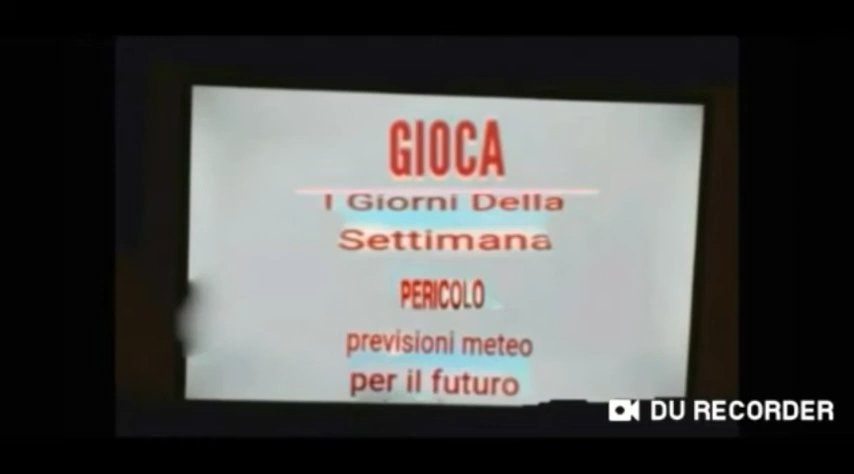 GIOCA
I Giorni Della
Settimana
PERICOLO
previsioni meteo
per il futuro
DU RECORDER